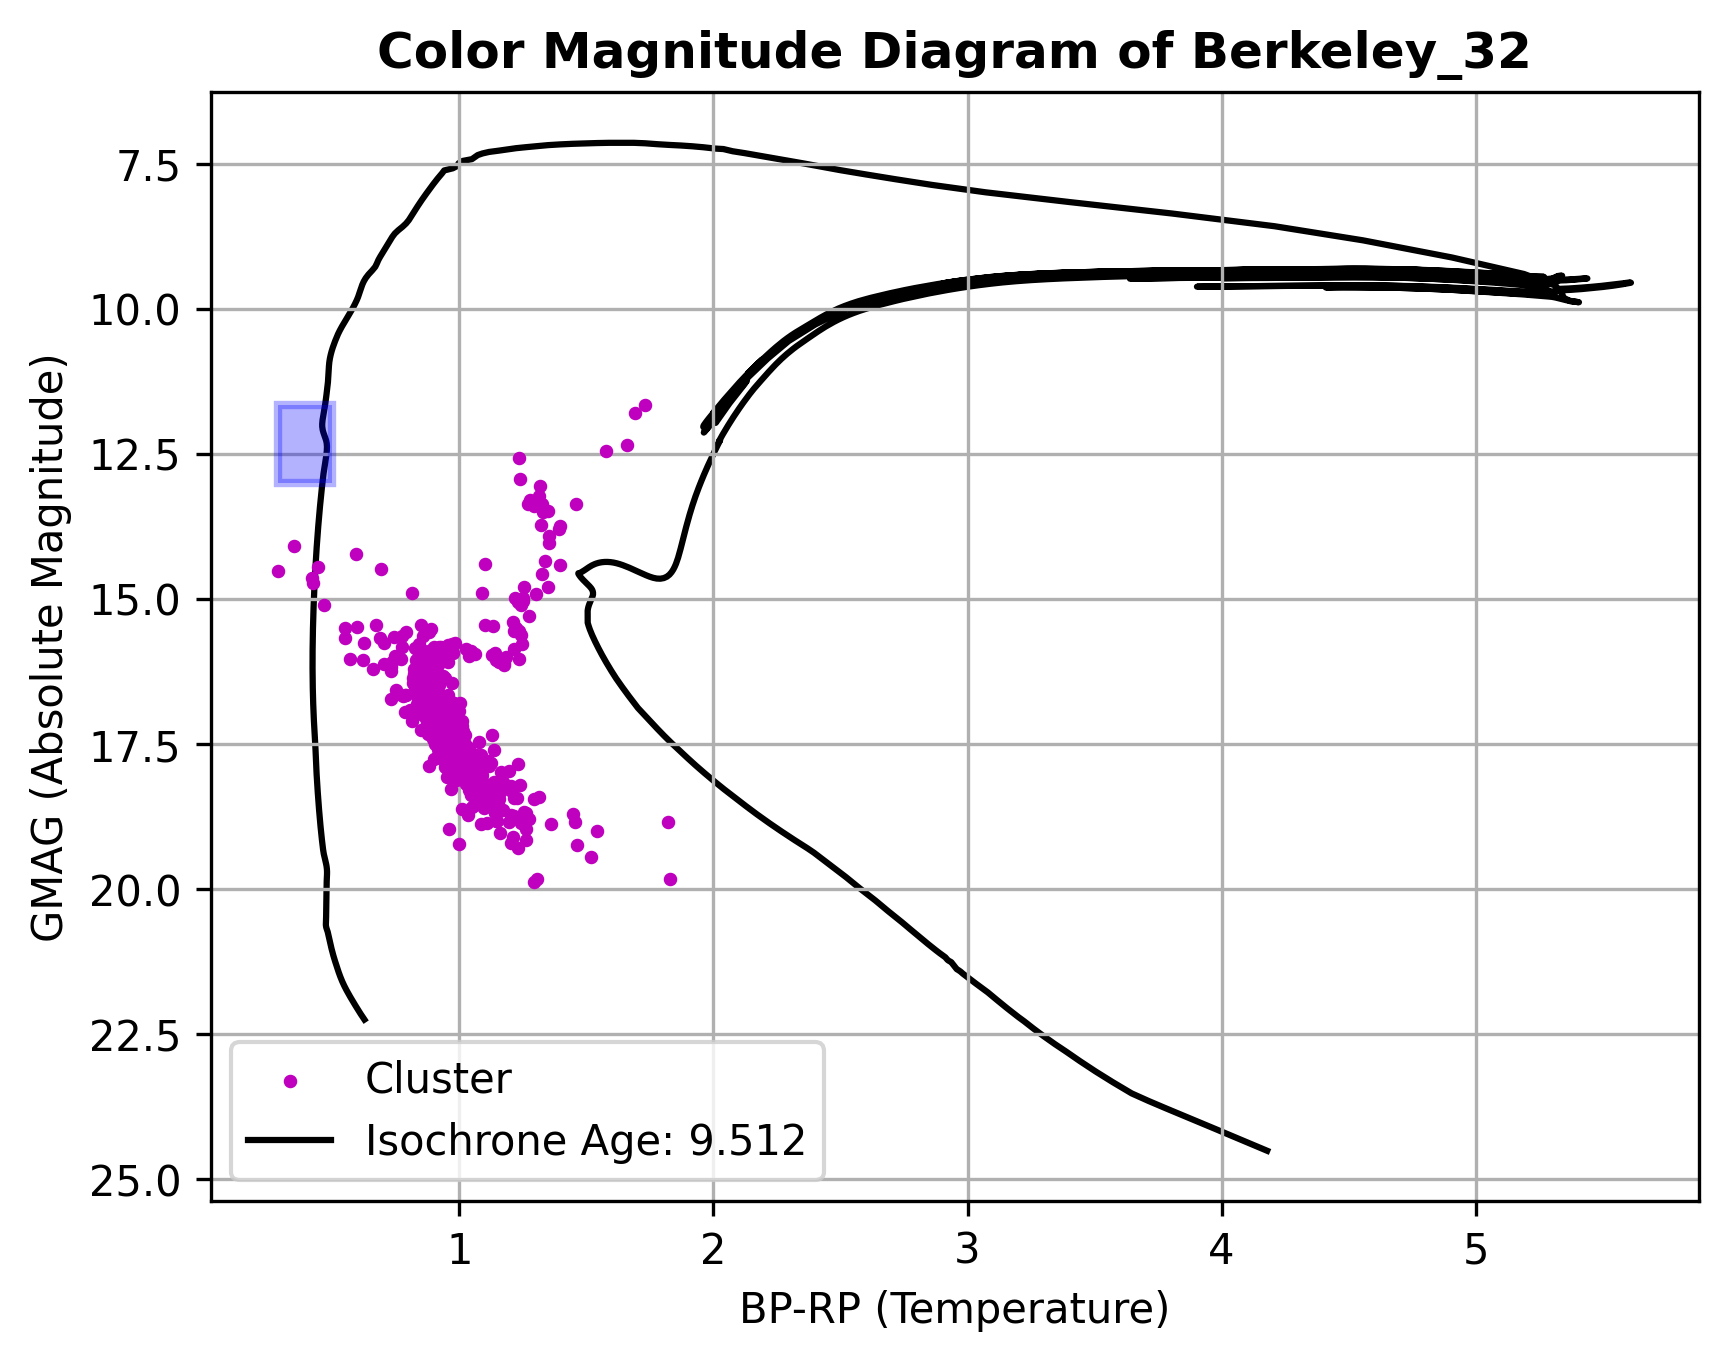 Color Magnitude Diagram of Berkeley_32
GMAG (Absolute Magnitude)
7.5
10.0
12.5
15.0
17.5
20.0
22.5
25.0
Cluster
Isochrone Age: 9.512
1 2 3 4 5
BP-RP (Temperature)